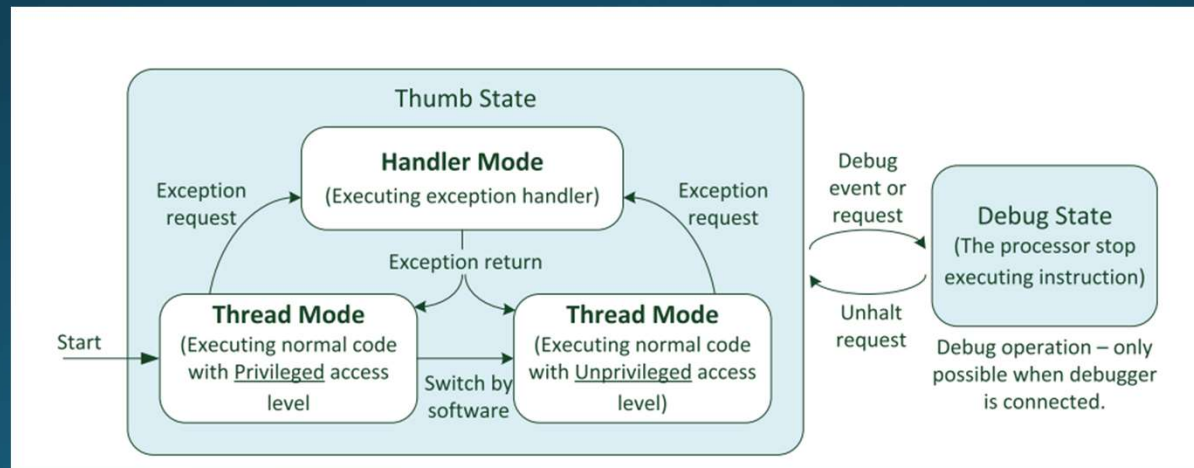 Thumb State
Handler Mode
(Executing exception handler)
Exception
request
Exception
request
Exception return
Start
Thread Mode
(Executing normal code
with Privileged access
level
Switch by
software
Thread Mode
(Executing normal code
with Unprivileged access
level)
Debug
event or
request
Unhalt
request
Debug State
(The processor stop
executing instruction)
Debug operation – only
possible when debugger
is connected.